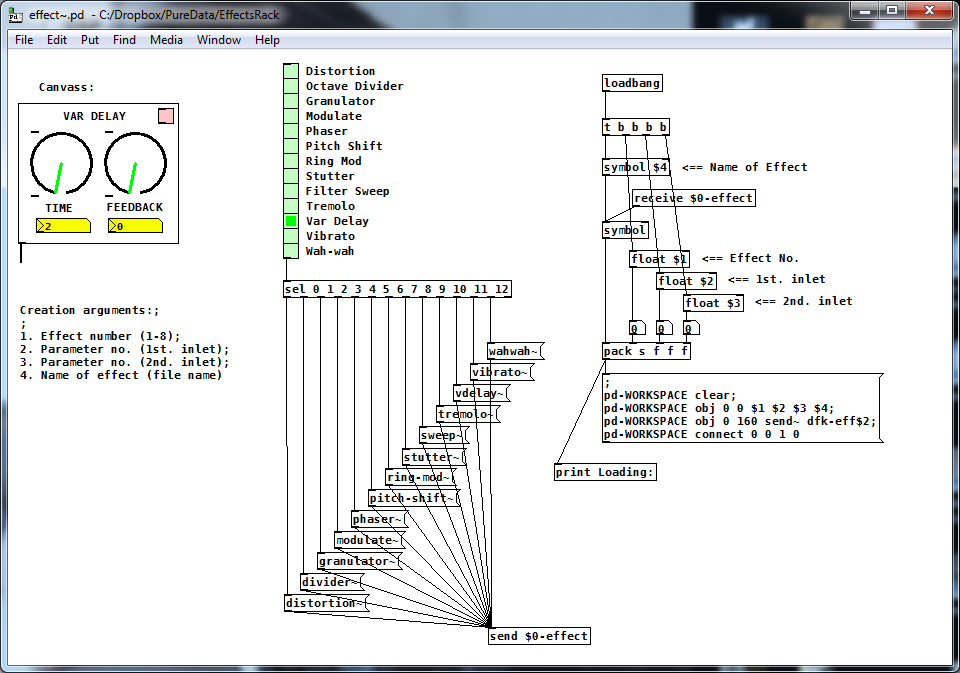 effect~.pd - C:/Dropbox/PureData/EffectsRack
File Edit Put Find Media Window Help
Canvass:
VAR DELAY
TIME FEEDBACK
2 0
Creation arguments:;
;
1. Effect number (1-8);
2. Parameter no. (1st. inlet);
3. Parameter no. (2nd. inlet);
4. Name of effect (file name)
Distortion
Octave Divider
Granulator
Modulate
Phaser
Pitch Shift
Ring Mod
Stutter
Filter Sweep
Tremolo
Var Delay
Vibrato
Wah-wah
sel 0 1 2 3 4 5 6 7 8 9 10 11 12
wahwah~
vibrato~
vdelay~
tremolo~
sweep~
stutter~
ring-mod~
pitch-shift~
phaser~
modulate~
granulator~
divider~
distortion~
send $0-effect
loadbang
t b b b b
symbol $4 <== Name of Effect
receive $0-effect
symbol
float $1 <== Effect No.
float $2 <== 1st. inlet
float $3 <== 2nd. inlet
0 0 0
pack s f f f
;
pd-WORKSPACE clear;
pd-WORKSPACE obj 0 0 $1 $2 $3 $4;
pd-WORKSPACE obj 0 160 send~ dfk-eff$2;
pd-WORKSPACE connect 0 0 1 0
print Loading: